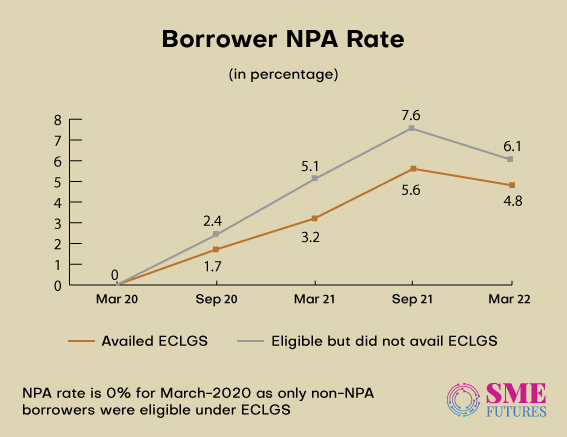 Borrower NPA Rate
(in percentage)
8
7
6
5
4
3
2
1
0
0
2.4
1.7
5.1
3.2
7.6
5.6
6.1
4.8
Mar 20 Sep 20 Mar 21 Sep 21 Mar 22
Availed ECLGS Eligible but did not avail ECLGS
NPA rate is 0% for March-2020 as only non-NPA
borrowers were eligible under ECLGS
SME
FUTURES